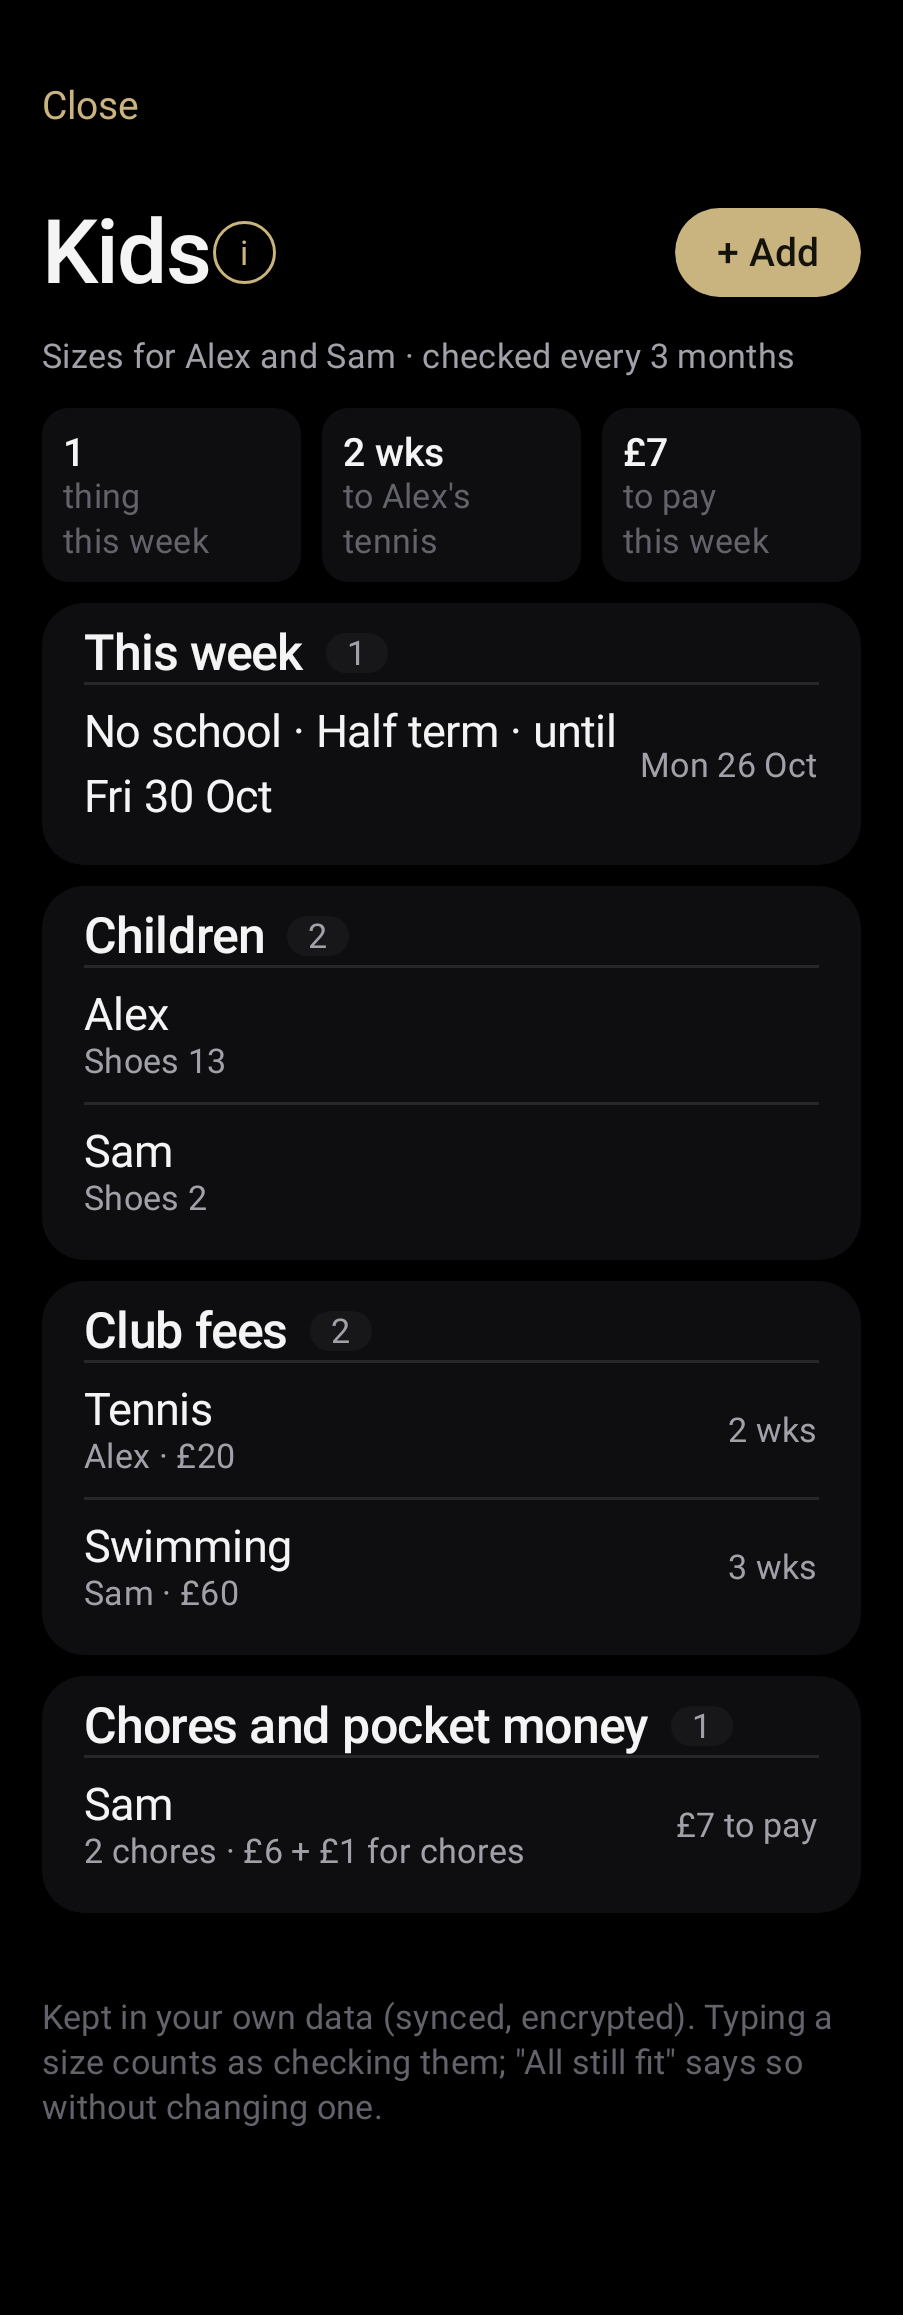 Close
Kids i
+ Add
Sizes for Alex and Sam · checked every 3 months
1
thing
this week
2 wks
to Alex's
tennis
£7
to pay
this week
This week 1
No school · Half term · until
Fri 30 Oct
Mon 26 Oct
Children 2
Alex
Shoes 13
Sam
Shoes 2
Club fees 2
Tennis
Alex · £20
2 wks
Swimming
Sam · £60
3 wks
Chores and pocket money 1
Sam
2 chores · £6 + £1 for chores
£7 to pay
Kept in your own data (synced, encrypted). Typing a
size counts as checking them; "All still fit" says so
without changing one.